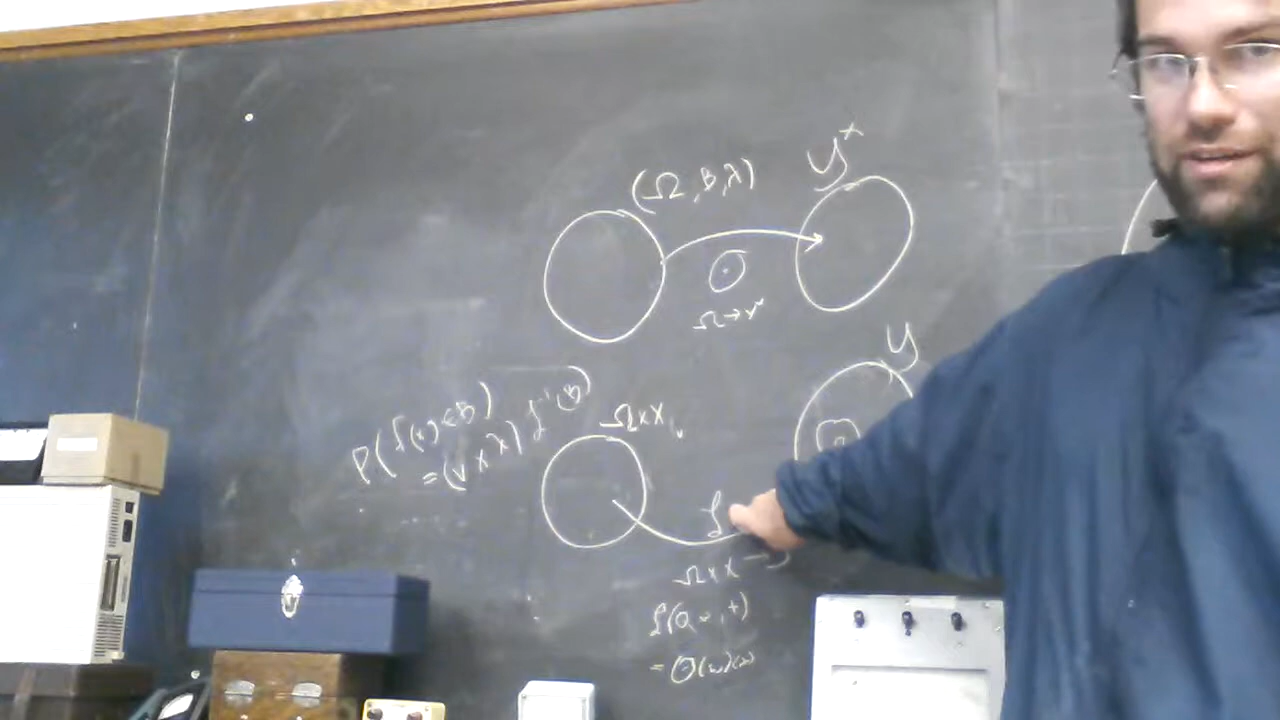 (Ω, B, λ)
Y^x
Θ
Ω→Y^x
Y
P(f(x)∈B)
=(ν×λ) f⁻¹(B)
Ω×X
f
Ω×X→